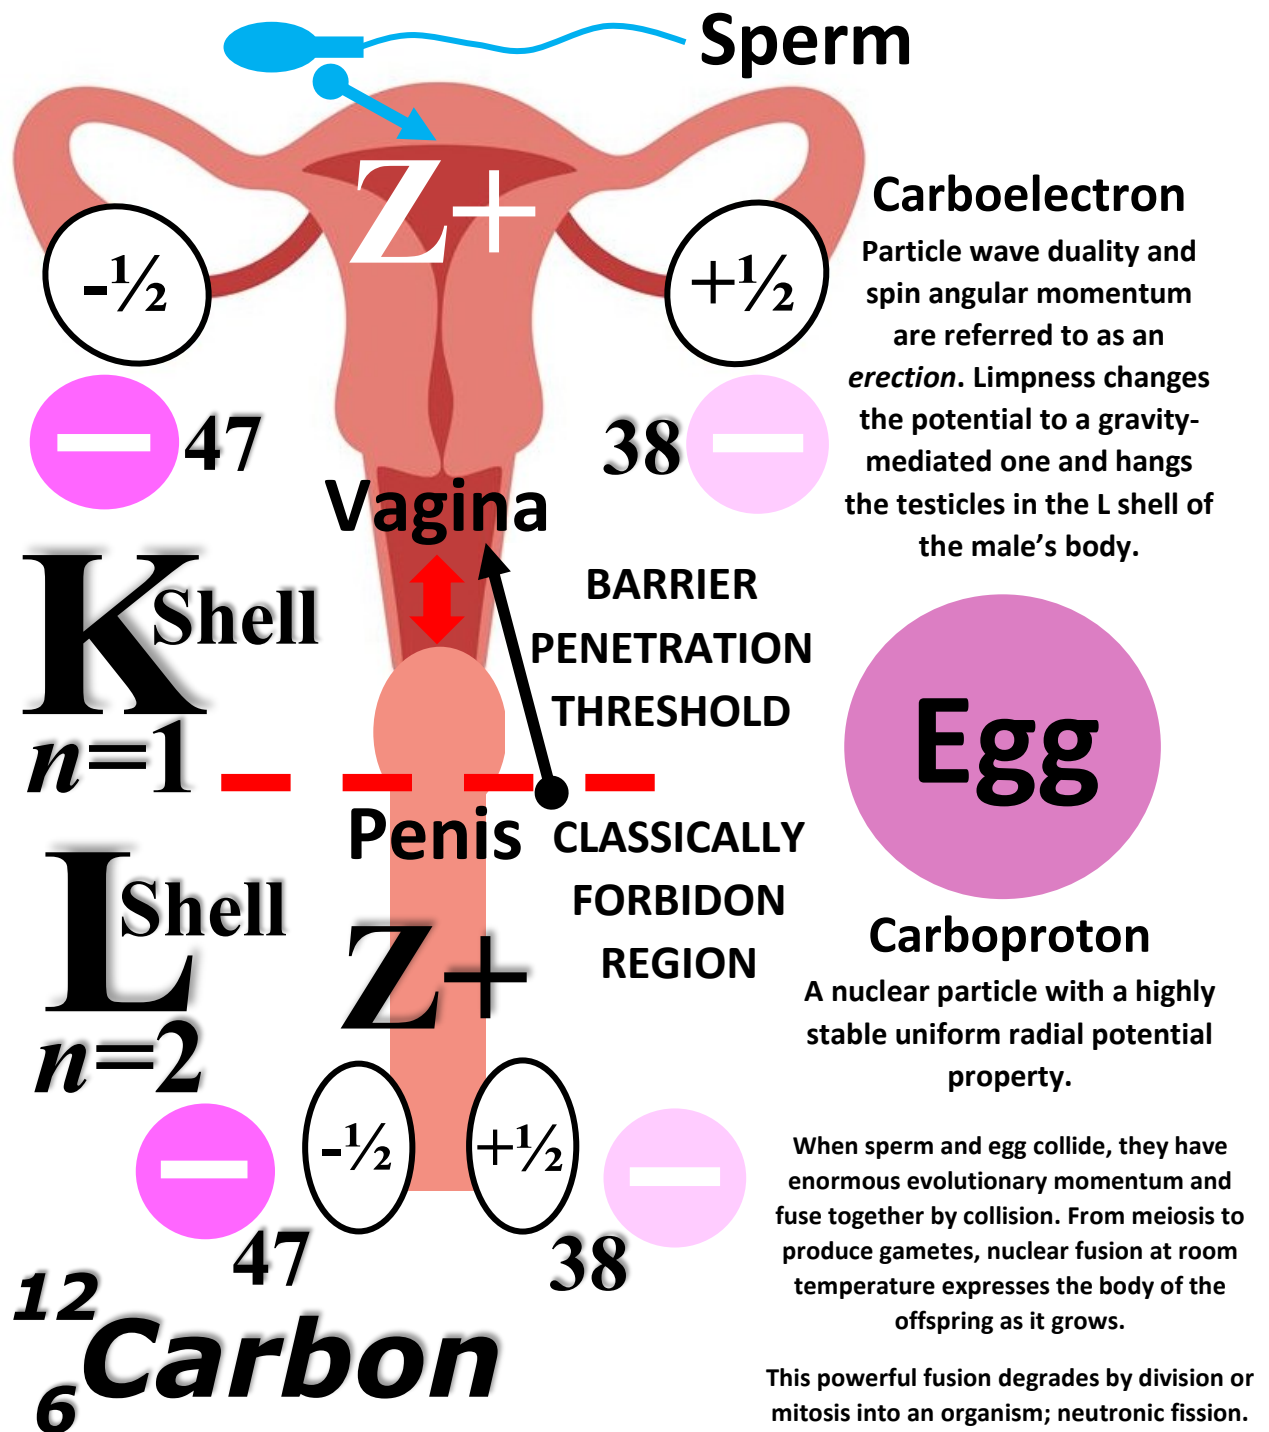 Sperm
Z+
-½
+½
Carboelectron
Particle wave duality and
spin angular momentum
are referred to as an
erection. Limpness changes
the potential to a gravity-
mediated one and hangs
the testicles in the L shell of
the male’s body.
47
38
Vagina
K Shell
n=1
BARRIER
PENETRATION
THRESHOLD
Egg
Penis
CLASSICALLY
FORBIDON
REGION
L Shell
n=2
Z+
Carboproton
A nuclear particle with a highly
stable uniform radial potential
property.
-½
+½
47
38
When sperm and egg collide, they have
enormous evolutionary momentum and
fuse together by collision. From meiosis to
produce gametes, nuclear fusion at room
temperature expresses the body of the
offspring as it grows.
12
6
Carbon
This powerful fusion degrades by division or
mitosis into an organism; neutronic fission.